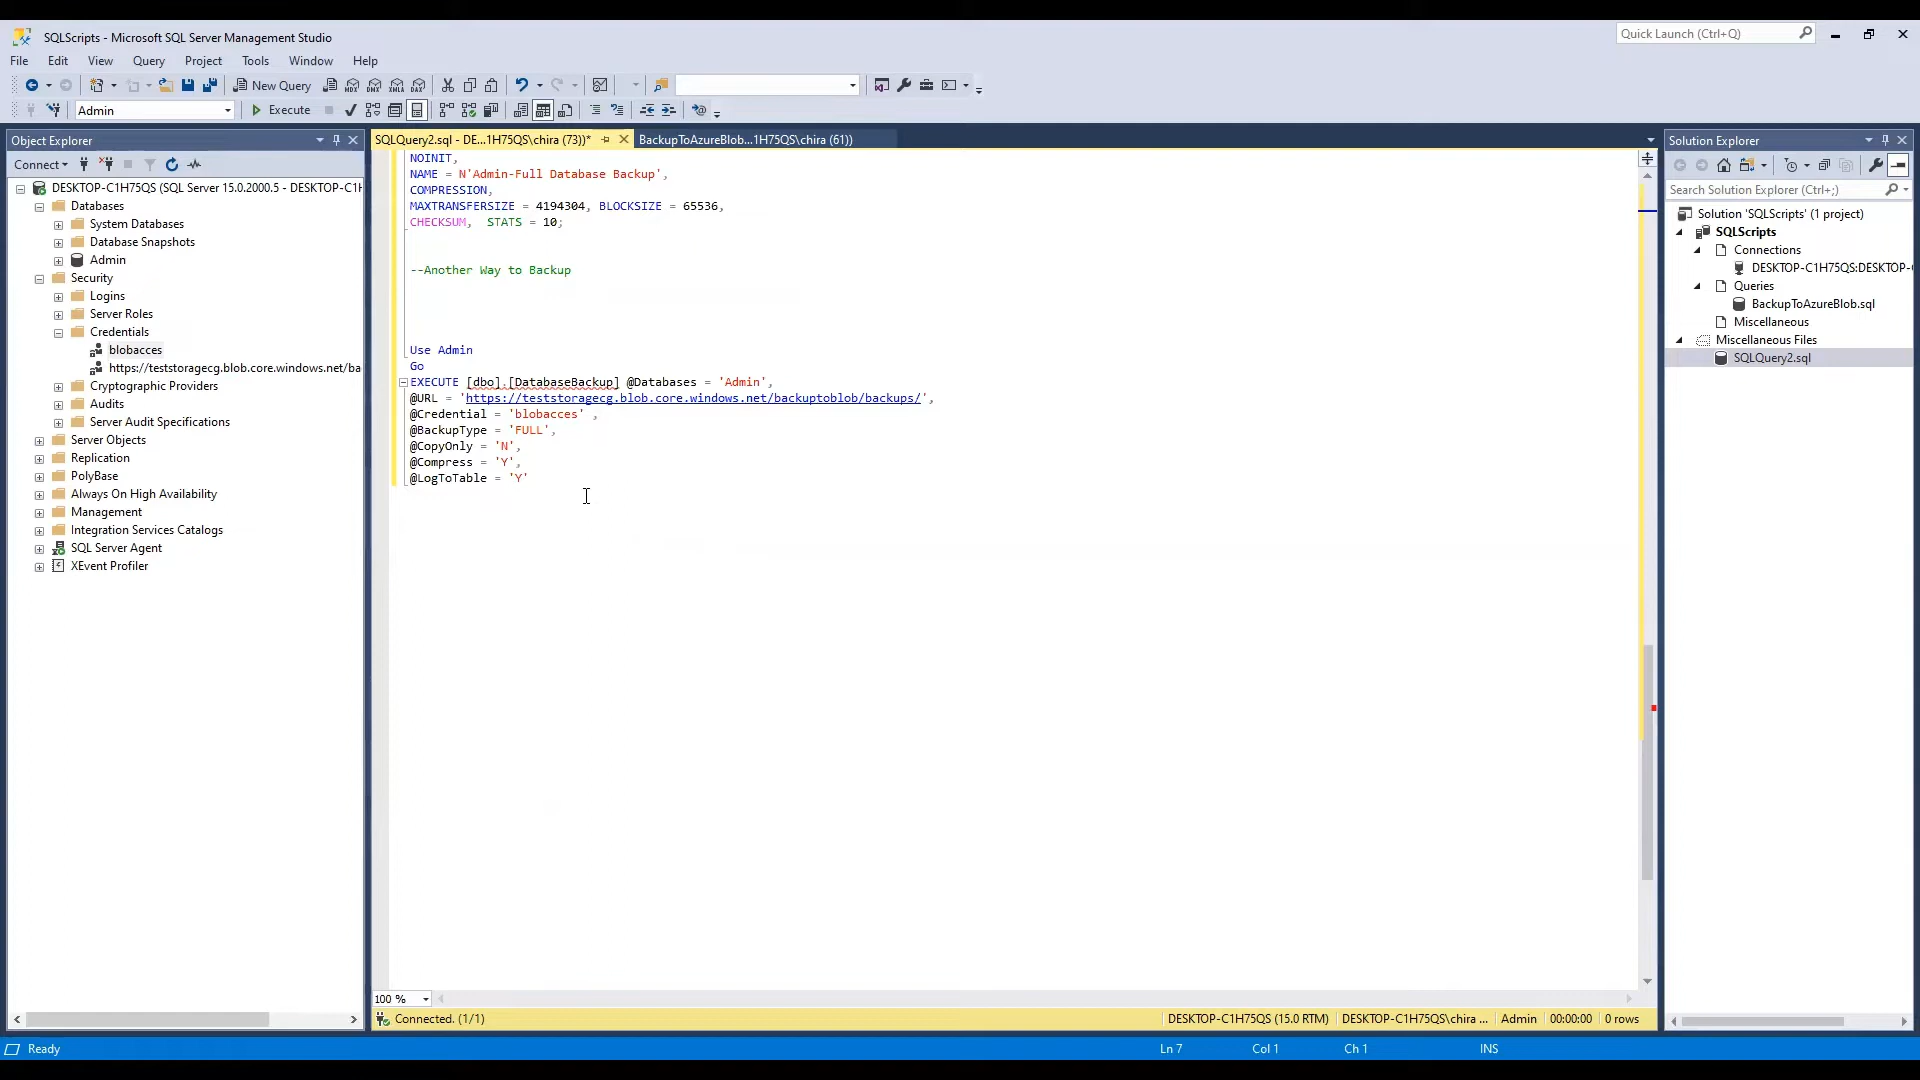 SQLScripts - Microsoft SQL Server Management Studio
Quick Launch (Ctrl+Q)
File Edit View Query Project Tools Window Help
New Query MDX DMX XMLA DAX
Admin Execute
Object Explorer
Connect
DESKTOP-C1H75QS (SQL Server 15.0.2000.5 - DESKTOP-C1H
Databases
System Databases
Database Snapshots
Admin
Security
Logins
Server Roles
Credentials
blobacces
https://teststoragecg.blob.core.windows.net/ba
Cryptographic Providers
Audits
Server Audit Specifications
Server Objects
Replication
PolyBase
Always On High Availability
Management
Integration Services Catalogs
SQL Server Agent
XEvent Profiler
SQLQuery2.sql - DE...1H75QS\chira (73))* BackupToAzureBlob...1H75QS\chira (61))
NOINIT,
NAME = N'Admin-Full Database Backup',
COMPRESSION,
MAXTRANSFERSIZE = 4194304, BLOCKSIZE = 65536,
CHECKSUM, STATS = 10;
--Another Way to Backup
Use Admin
Go
EXECUTE [dbo].[DatabaseBackup] @Databases = 'Admin',
@URL = 'https://teststoragecg.blob.core.windows.net/backuptoblob/backups/',
@Credential = 'blobacces' ,
@BackupType = 'FULL',
@CopyOnly = 'N',
@Compress = 'Y',
@LogToTable = 'Y'
100 %
Connected. (1/1) DESKTOP-C1H75QS (15.0 RTM) DESKTOP-C1H75QS\chira ... Admin 00:00:00 0 rows
Solution Explorer
Search Solution Explorer (Ctrl+;)
Solution 'SQLScripts' (1 project)
SQLScripts
Connections
DESKTOP-C1H75QS:DESKTOP-
Queries
BackupToAzureBlob.sql
Miscellaneous
Miscellaneous Files
SQLQuery2.sql
Ready Ln 7 Col 1 Ch 1 INS